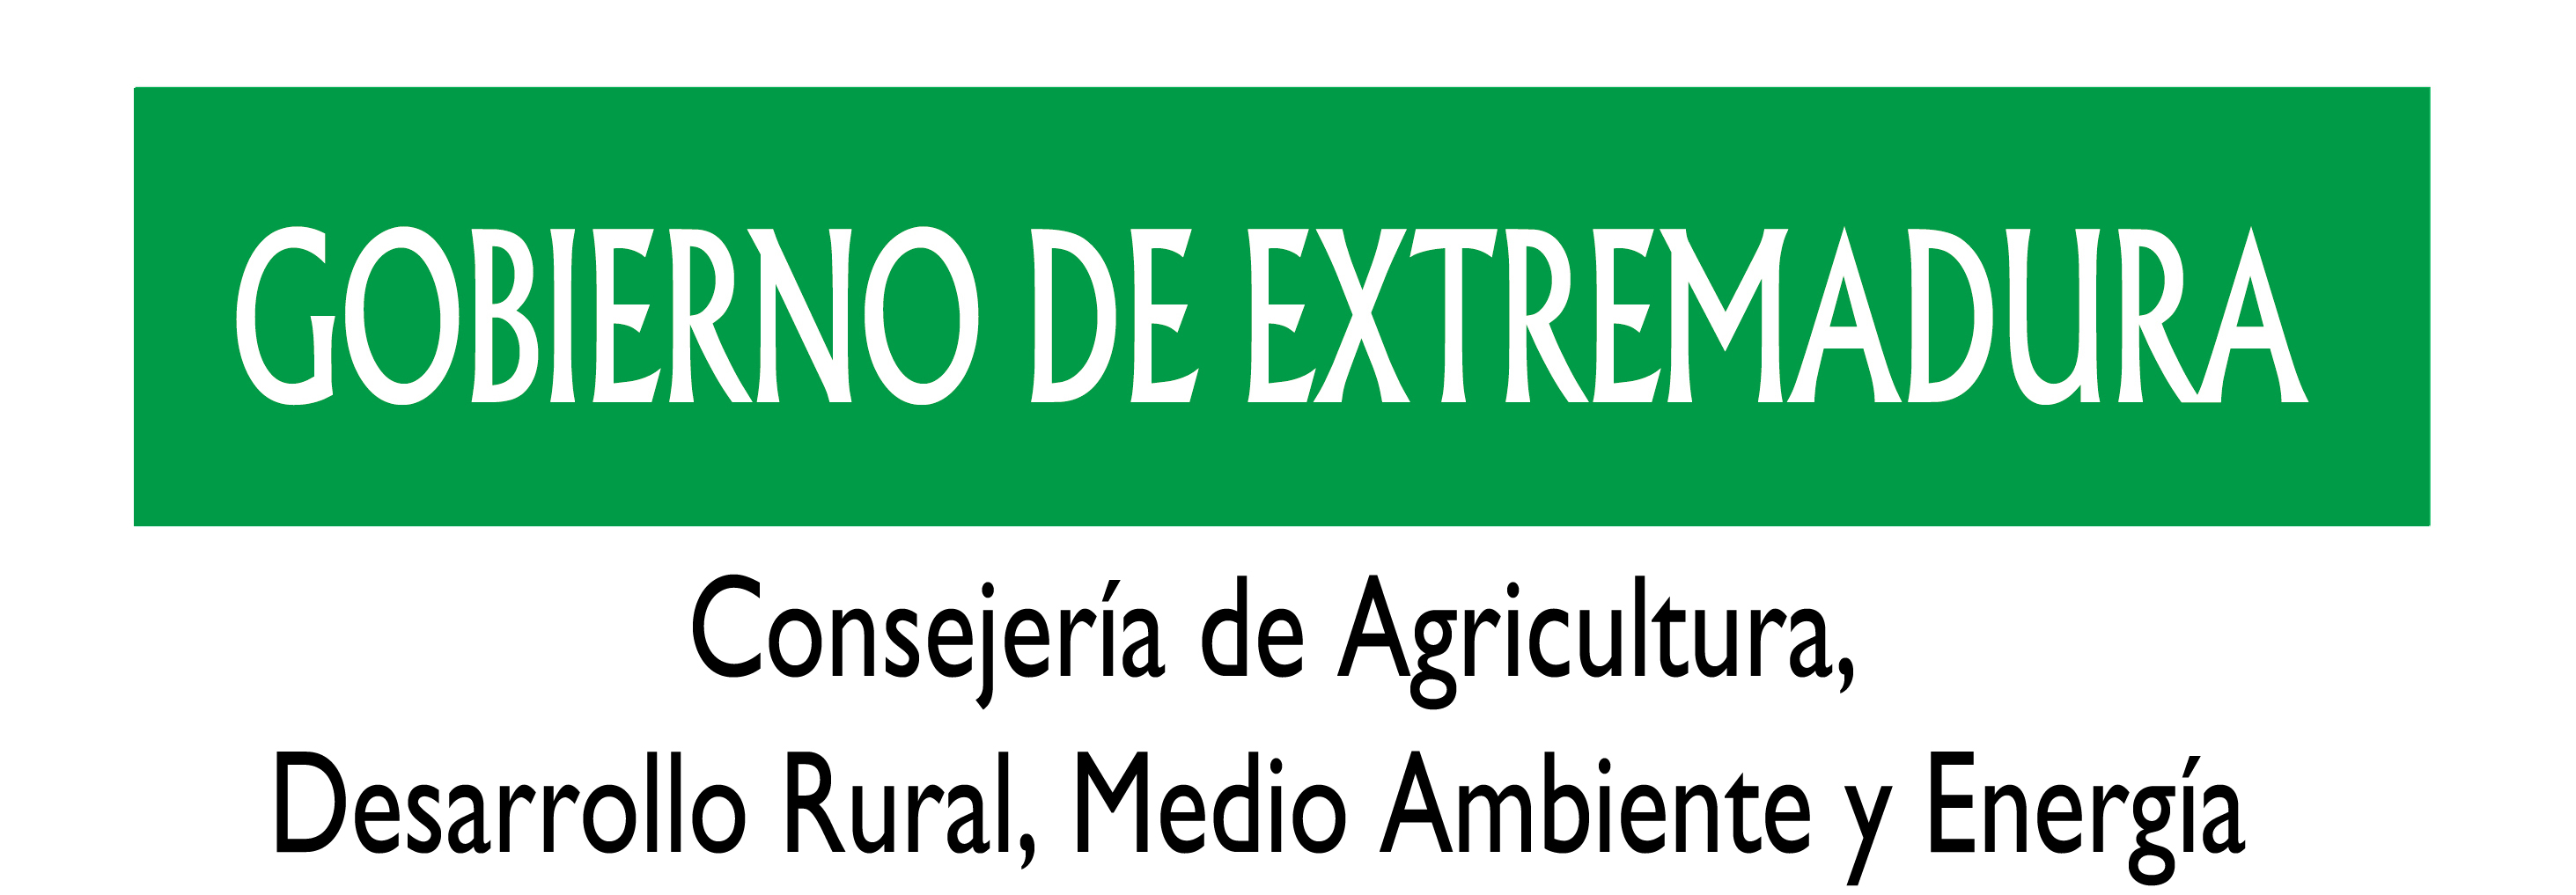 GOBIERNO DE EXTREMADURA
Consejería de Agricultura,
Desarrollo Rural, Medio Ambiente y Energía